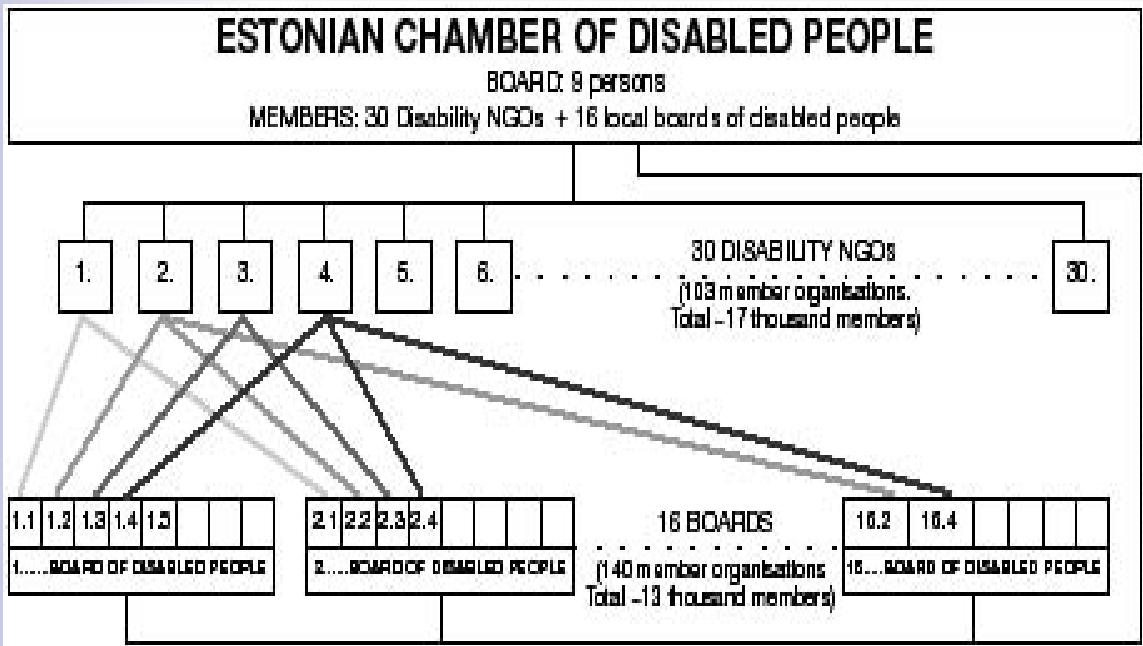 ESTONIAN CHAMBER OF DISABLED PEOPLE
BOARD: 9 persons
MEMBERS: 30 Disability NGOs + 16 local boards of disabled people
1. 2. 3. 4. 5. 6. 30 DISABILITY NGOs 30.
(103 member organisations.
Total ~17 thousand members)
1.1 1.2 1.3 1.4 1.5 2.1 2.2 2.3 2.4 16 BOARDS 16.2 16.4
1.....BOARD OF DISABLED PEOPLE 2.....BOARD OF DISABLED PEOPLE 16....BOARD OF DISABLED PEOPLE
(140 member organisations
Total ~13 thousand members)